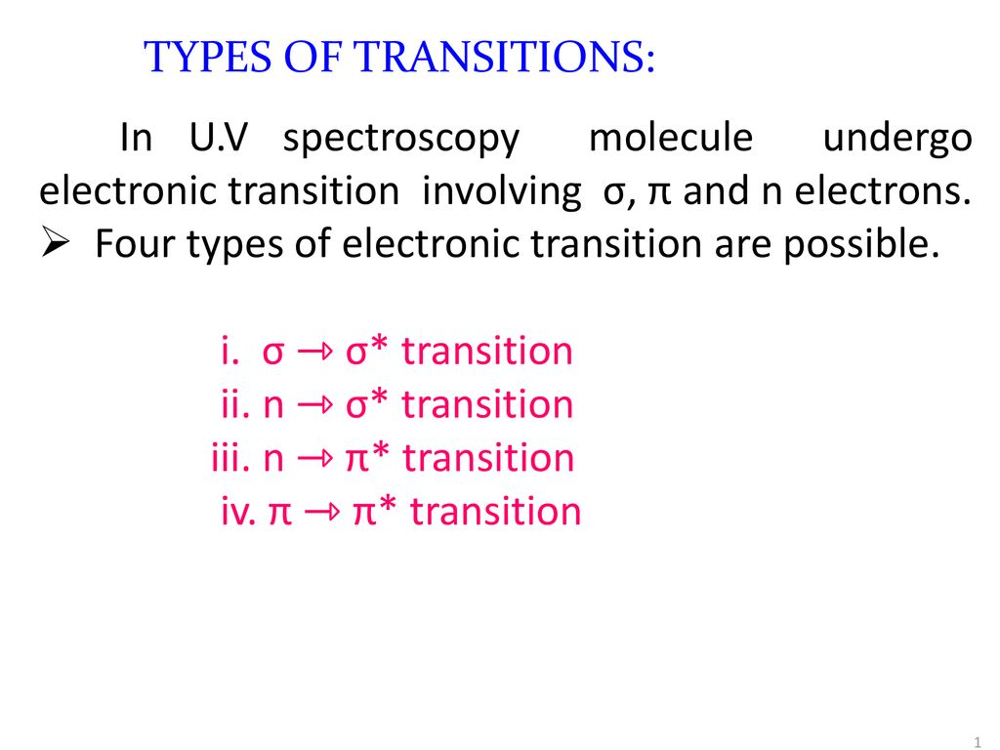 TYPES OF TRANSITIONS:
In U.V spectroscopy molecule undergo
electronic transition involving σ, π and n electrons.
➢ Four types of electronic transition are possible.
i. σ ⇾ σ* transition
ii. n ⇾ σ* transition
iii. n ⇾ π* transition
iv. π ⇾ π* transition
1